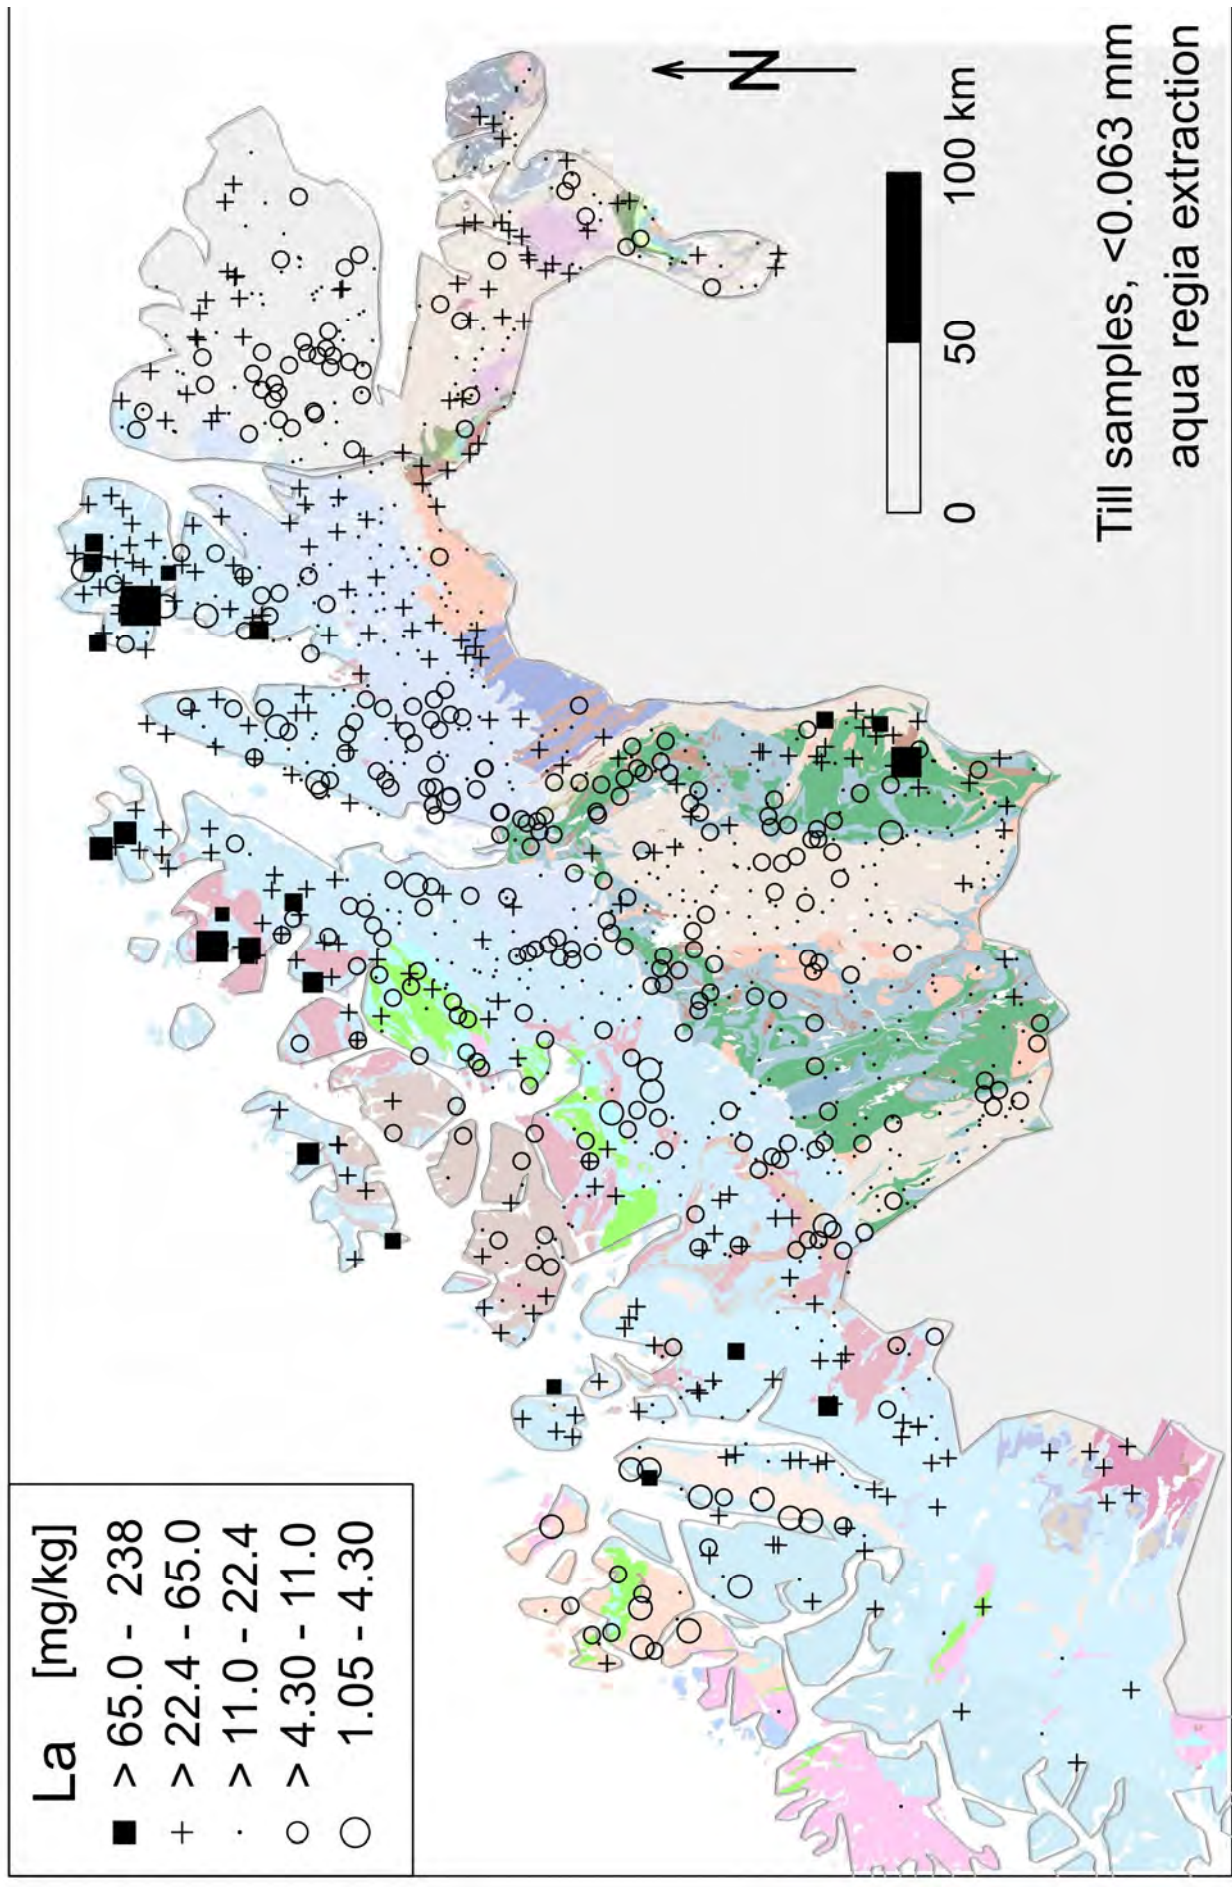 La [mg/kg]
> 65.0 - 238
> 22.4 - 65.0
> 11.0 - 22.4
> 4.30 - 11.0
1.05 - 4.30
N
0 50 100 km
Till samples, <0.063 mm
aqua regia extraction